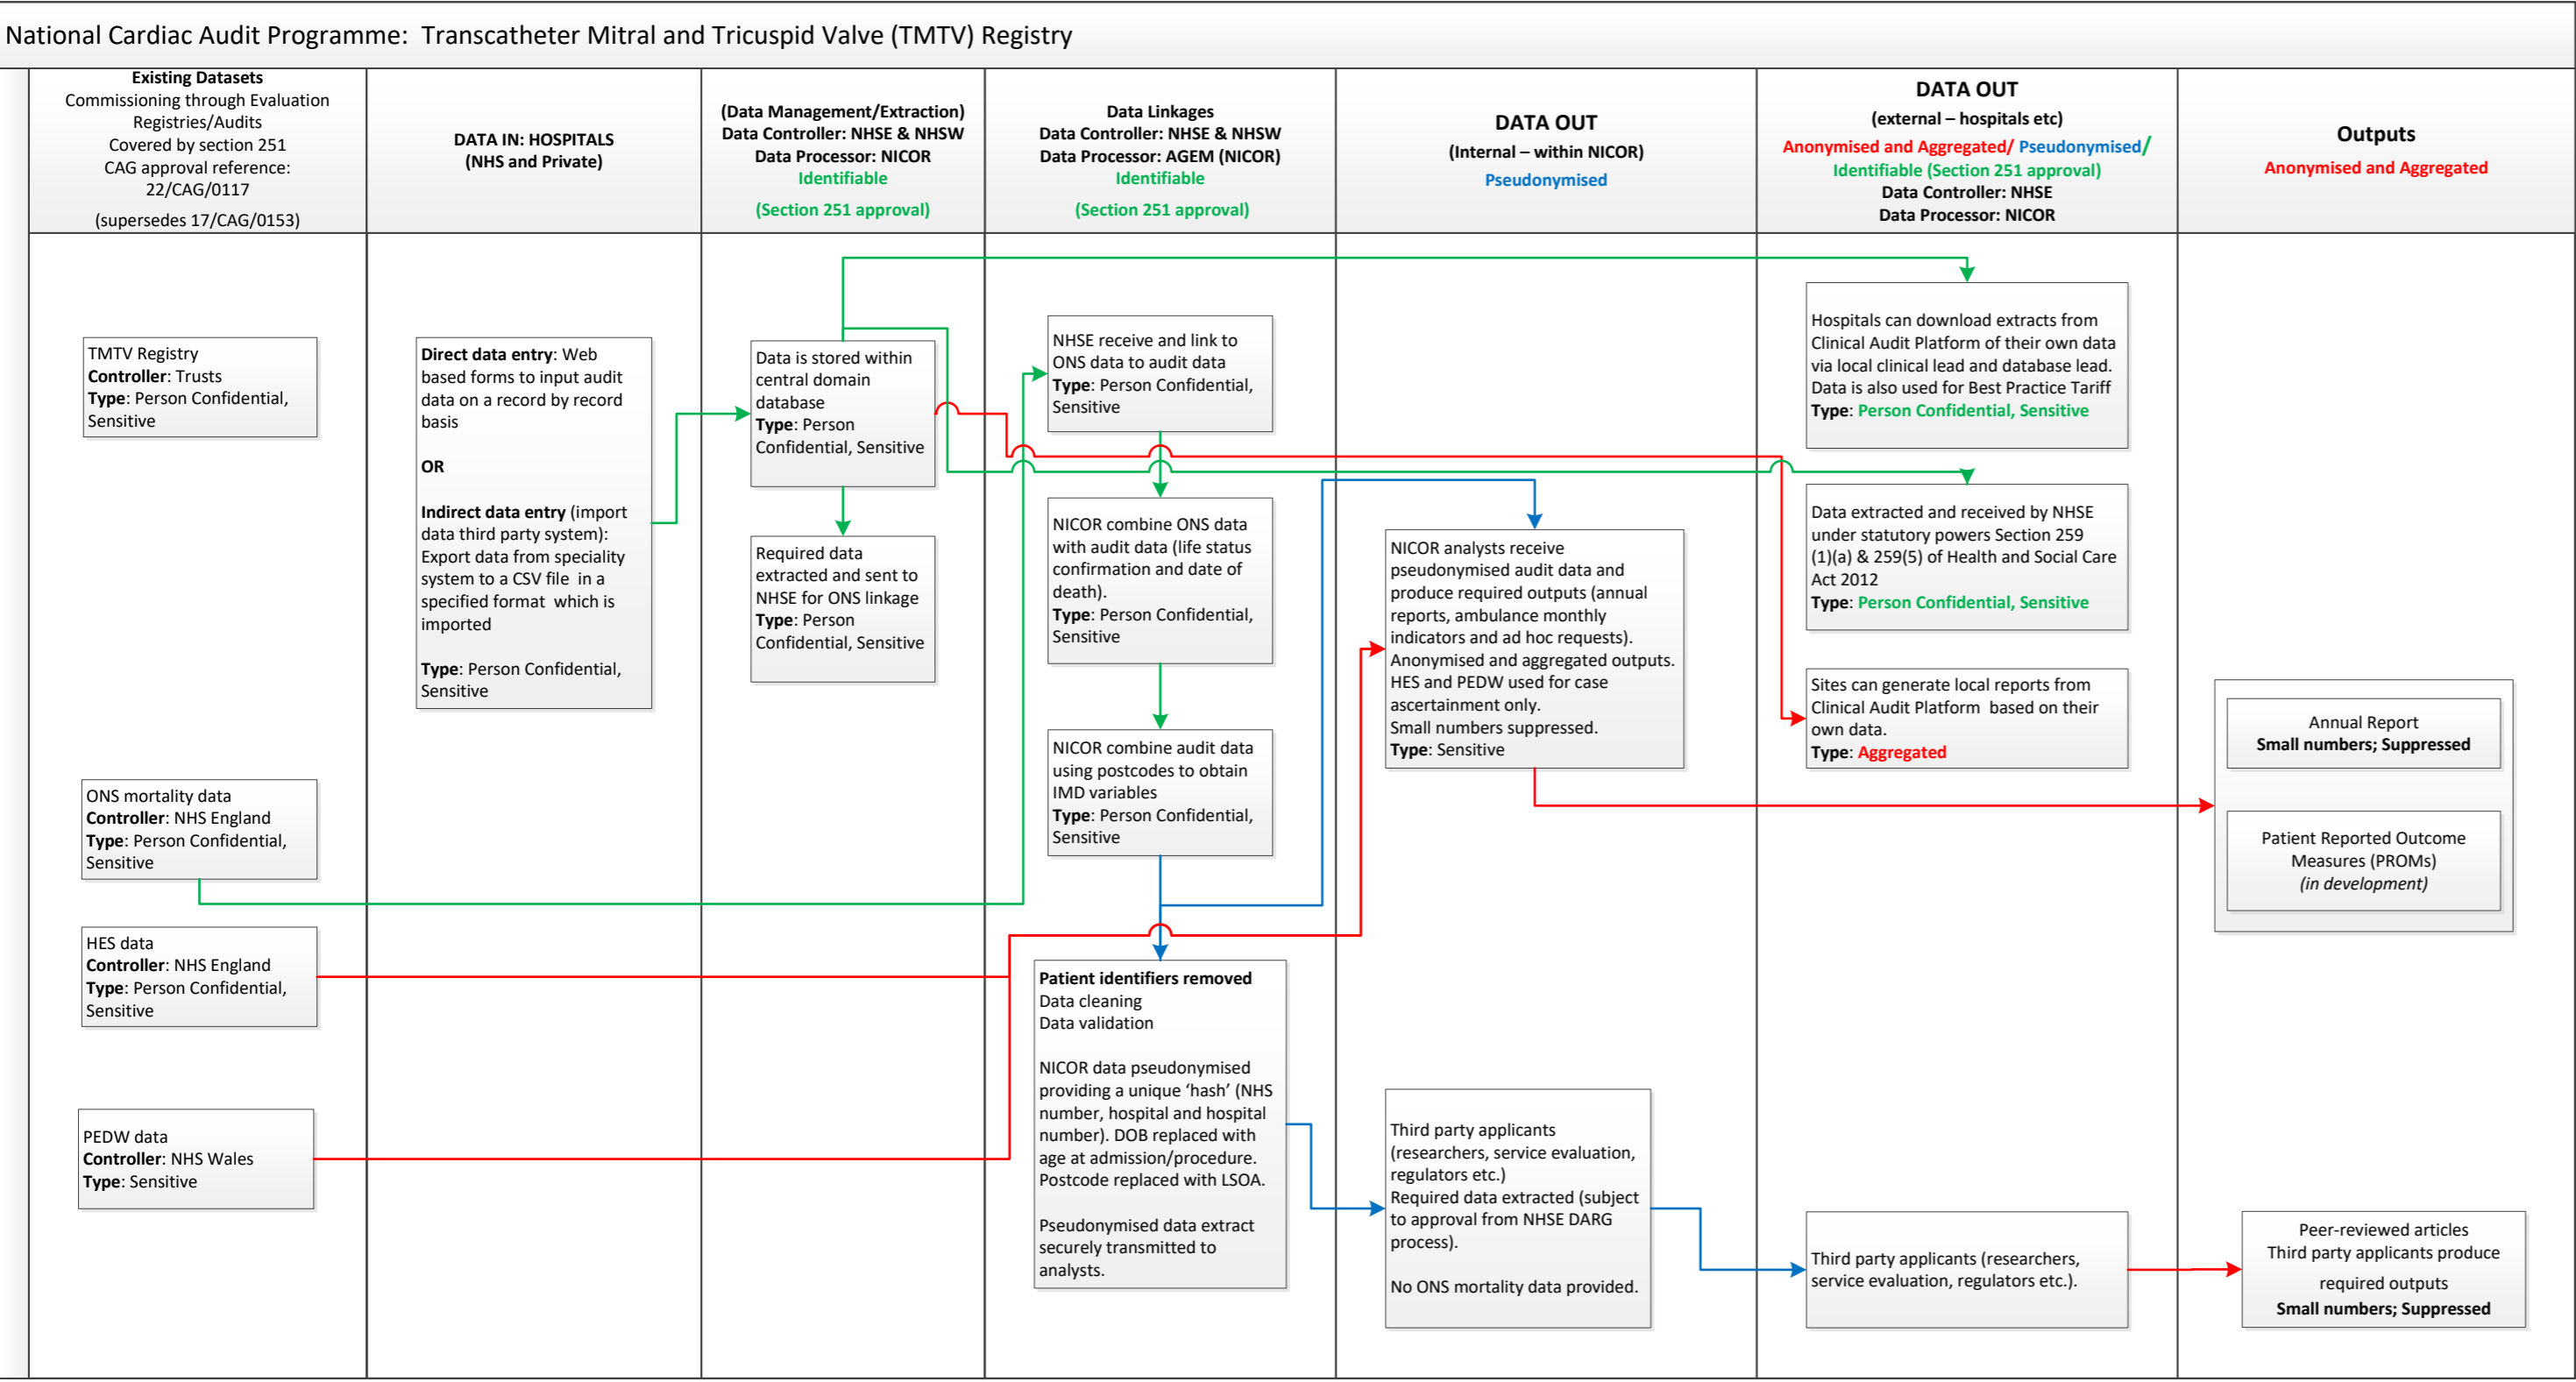 National Cardiac Audit Programme:  Transcatheter Mitral and Tricuspid Valve (TMTV) Registry
Existing Datasets
Commissioning through Evaluation
Registries/Audits
Covered by section 251
CAG approval reference:
22/CAG/0117
(supersedes 17/CAG/0153)
DATA IN: HOSPITALS
(NHS and Private)
(Data Management/Extraction)
Data Controller: NHSE & NHSW
Data Processor: NICOR
Identifiable
(Section 251 approval)
Data Linkages
Data Controller: NHSE & NHSW
Data Processor: AGEM (NICOR)
Identifiable
(Section 251 approval)
DATA OUT
(Internal – within NICOR)
Pseudonymised
DATA OUT
(external – hospitals etc)
Anonymised and Aggregated/ Pseudonymised/
Identifiable (Section 251 approval)
Data Controller: NHSE
Data Processor: NICOR
Outputs
Anonymised and Aggregated
TMTV Registry
Controller: Trusts
Type: Person Confidential,
Sensitive
ONS mortality data
Controller: NHS England
Type: Person Confidential,
Sensitive
HES data
Controller: NHS England
Type: Person Confidential,
Sensitive
PEDW data
Controller: NHS Wales
Type: Sensitive
Direct data entry: Web
based forms to input audit
data on a record by record
basis
OR
Indirect data entry (import
data third party system):
Export data from speciality
system to a CSV file  in a
specified format  which is
imported
Type: Person Confidential,
Sensitive
Data is stored within
central domain
database
Type: Person
Confidential, Sensitive
Required data
extracted and sent to
NHSE for ONS linkage
Type: Person
Confidential, Sensitive
NHSE receive and link to
ONS data to audit data
Type: Person Confidential,
Sensitive
NICOR combine ONS data
with audit data (life status
confirmation and date of
death).
Type: Person Confidential,
Sensitive
NICOR combine audit data
using postcodes to obtain
IMD variables
Type: Person Confidential,
Sensitive
Patient identifiers removed
Data cleaning
Data validation
NICOR data pseudonymised
providing a unique ‘hash’ (NHS
number, hospital and hospital
number). DOB replaced with
age at admission/procedure.
Postcode replaced with LSOA.
Pseudonymised data extract
securely transmitted to
analysts.
NICOR analysts receive
pseudonymised audit data and
produce required outputs (annual
reports, ambulance monthly
indicators and ad hoc requests).
Anonymised and aggregated outputs.
HES and PEDW used for case
ascertainment only.
Small numbers suppressed.
Type: Sensitive
Third party applicants
(researchers, service evaluation,
regulators etc.)
Required data extracted (subject
to approval from NHSE DARG
process).
No ONS mortality data provided.
Hospitals can download extracts from
Clinical Audit Platform of their own data
via local clinical lead and database lead.
Data is also used for Best Practice Tariff
Type: Person Confidential, Sensitive
Data extracted and received by NHSE
under statutory powers Section 259
(1)(a) & 259(5) of Health and Social Care
Act 2012
Type: Person Confidential, Sensitive
Sites can generate local reports from
Clinical Audit Platform  based on their
own data.
Type: Aggregated
Third party applicants (researchers,
service evaluation, regulators etc.).
Annual Report
Small numbers; Suppressed
Patient Reported Outcome
Measures (PROMs)
(in development)
Peer-reviewed articles
Third party applicants produce
required outputs
Small numbers; Suppressed